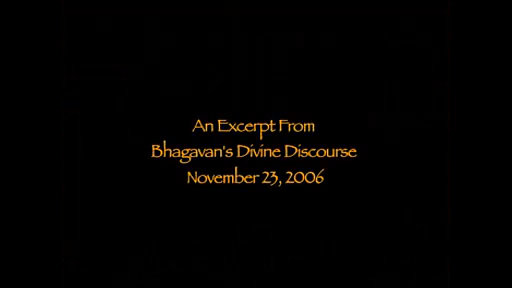 An Excerpt From
Bhagavan's Divine Discourse
November 23, 2006